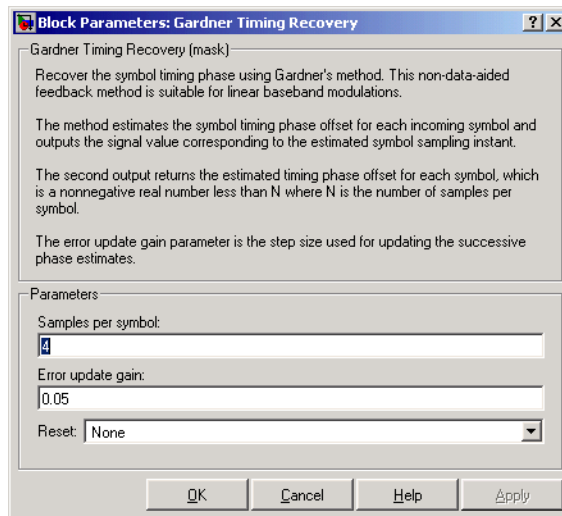 Block Parameters: Gardner Timing Recovery
Gardner Timing Recovery (mask)
Recover the symbol timing phase using Gardner's method. This non-data-aided
feedback method is suitable for linear baseband modulations.
The method estimates the symbol timing phase offset for each incoming symbol and
outputs the signal value corresponding to the estimated symbol sampling instant.
The second output returns the estimated timing phase offset for each symbol, which
is a nonnegative real number less than N where N is the number of samples per
symbol.
The error update gain parameter is the step size used for updating the successive
phase estimates.
Parameters
Samples per symbol:
4
Error update gain:
0.05
Reset: None
OK Cancel Help Apply